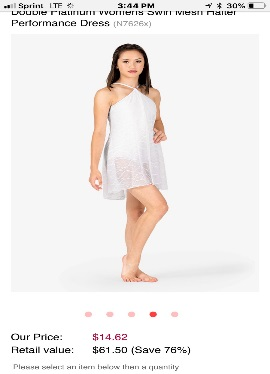 Sprint LTE 3:44 PM 30%
Double Platinum Womens Swirl Mesh Halter
Performance Dress (N7626x)
Our Price: $14.62
Retail value: $61.50 (Save 76%)
Please select an item below then a quantity